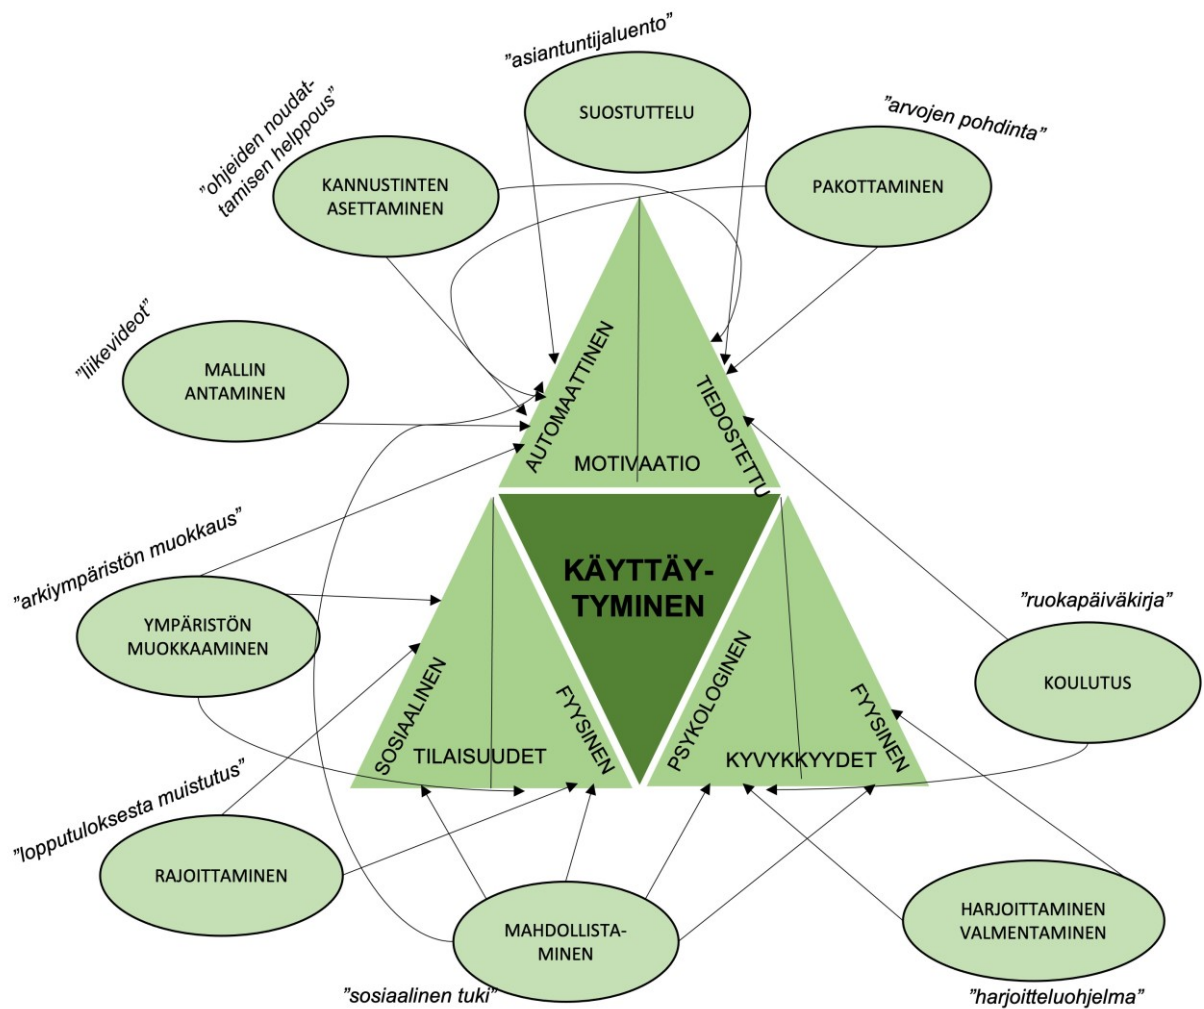 "asiantuntijaluento"
SUOSTUTTELU
"arvojen pohdinta"
PAKOTTAMINEN
"ohjeiden noudat-
tamisen helppous"
KANNUSTINTEN
ASETTAMINEN
"liikevideot"
MALLIN
ANTAMINEN
AUTOMAATTINEN
TIEDOSTETTU
MOTIVAATIO
"arkiympäristön muokkaus"
YMPÄRISTÖN
MUOKKAAMINEN
KÄYTTÄY-
TYMINEN
"ruokapäiväkirja"
KOULUTUS
SOSIAALINEN
FYYSINEN
TILAISUUDET
PSYKOLOGINEN
FYYSINEN
KYVYKKYYDET
"lopputuloksesta muistutus"
RAJOITTAMINEN
MAHDOLLISTA-
MINEN
"sosiaalinen tuki"
HARJOITTAMINEN
VALMENTAMINEN
"harjoitteluohjelma"